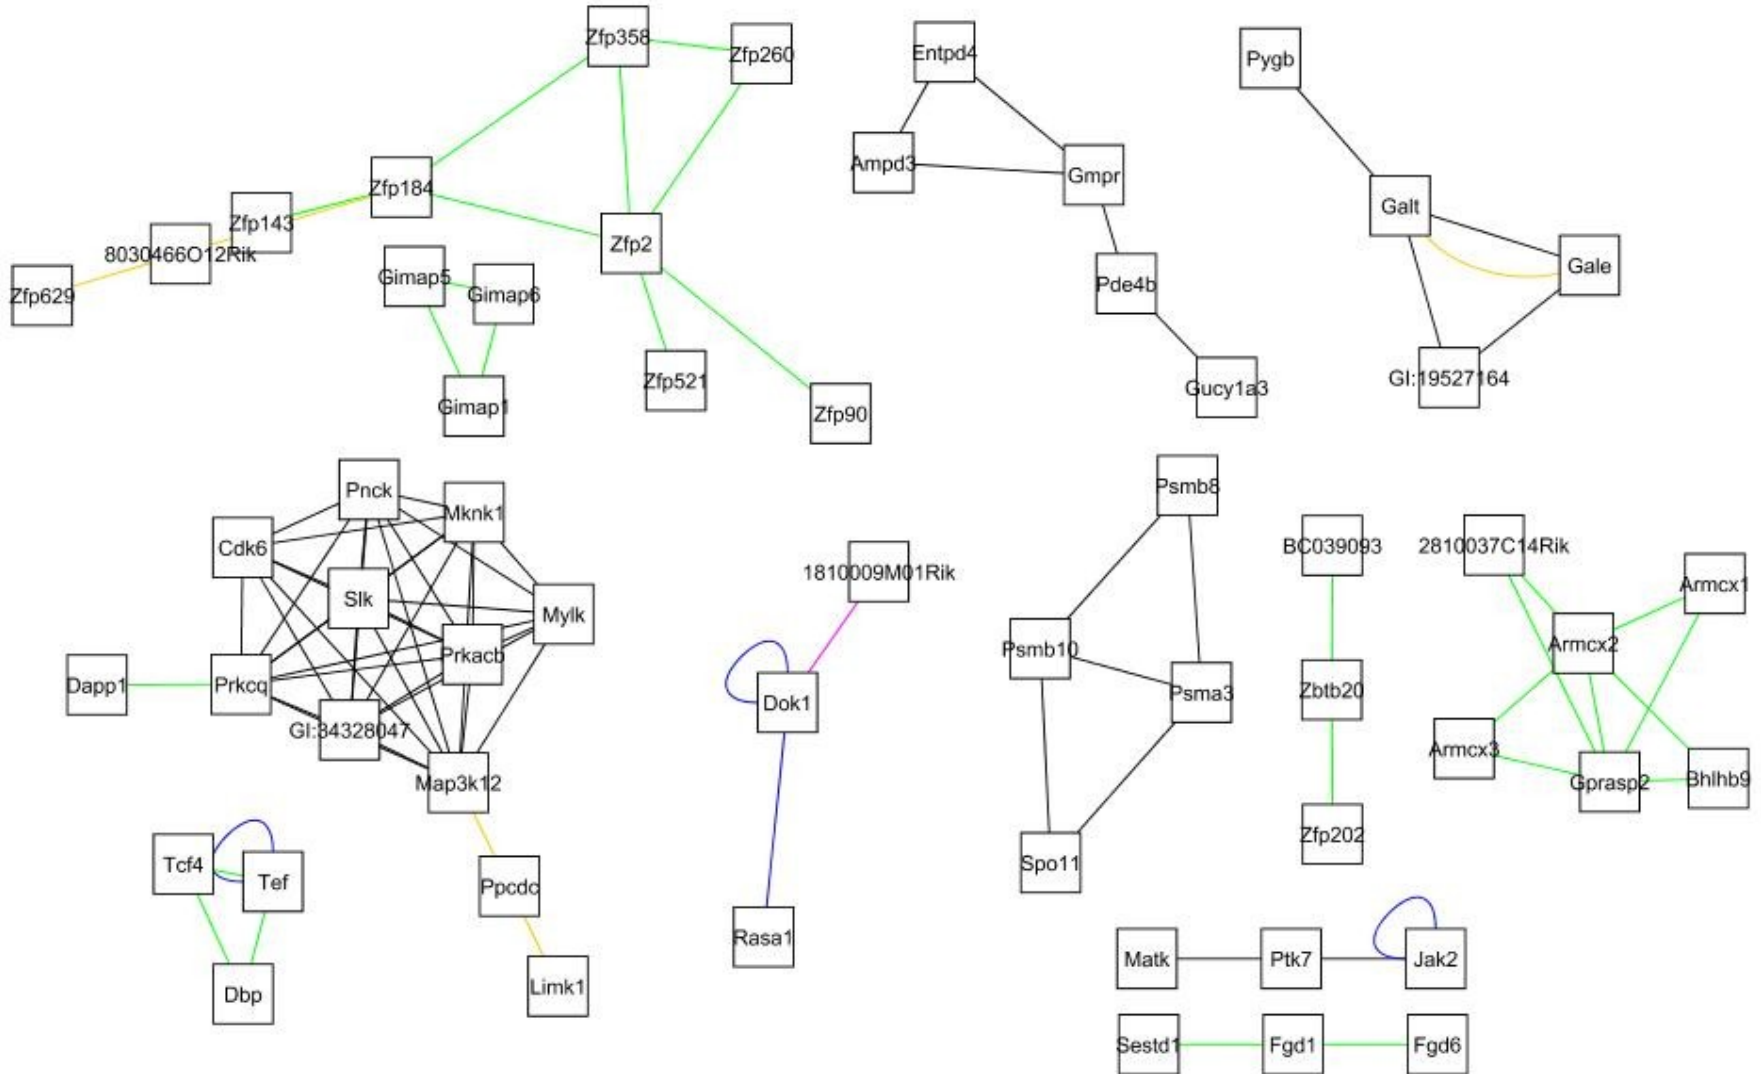 Zfp358
Zfp260
Entpd4
Pygb
Ampd3
Gmpr
Zfp184
Galt
Zfp143
Zfp2
8030466O12Rik
Gale
Gimap5
Gimap6
Zfp629
Pde4b
Zfp521
GI:19527164
Gucy1a3
Gimap1
Zfp90
Pnck
Psmb8
Mknk1
Cdk6
BC039093
2810037C14Rik
1810009M01Rik
Armcx1
Slk
Mylk
Armcx2
Prkacb
Psmb10
Dapp1
Prkcq
Psma3
Zbtb20
Dok1
GI:34328047
Armcx3
Map3k12
Gprasp2
Bhlhb9
Zfp202
Tcf4
Spo11
Tef
Ppcdc
Rasa1
Matk
Ptk7
Jak2
Limk1
Dbp
Sestd1
Fgd1
Fgd6